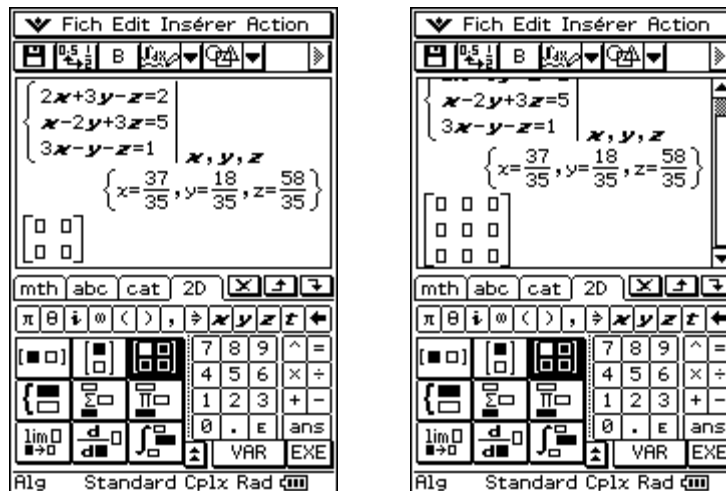 Fich Edit Insérer Action
B
2x+3y-z=2
x-2y+3z=5
3x-y-z=1 | x,y,z
{x=37/35, y=18/35, z=58/35}
mth abc cat 2D
π θ i ∞ ( ) , ⇒ x y z t ←
7 8 9 ^ =
4 5 6 × ÷
Σ 1 2 3 + -
Π
lim d/d ∫ 0 . E ans
VAR EXE
Alg Standard Cplx Rad
Fich Edit Insérer Action
B
x-2y+3z=5
3x-y-z=1 | x,y,z
{x=37/35, y=18/35, z=58/35}
mth abc cat 2D
π θ i ∞ ( ) , ⇒ x y z t ←
7 8 9 ^ =
4 5 6 × ÷
Σ 1 2 3 + -
Π
lim d/d ∫ 0 . E ans
VAR EXE
Alg Standard Cplx Rad